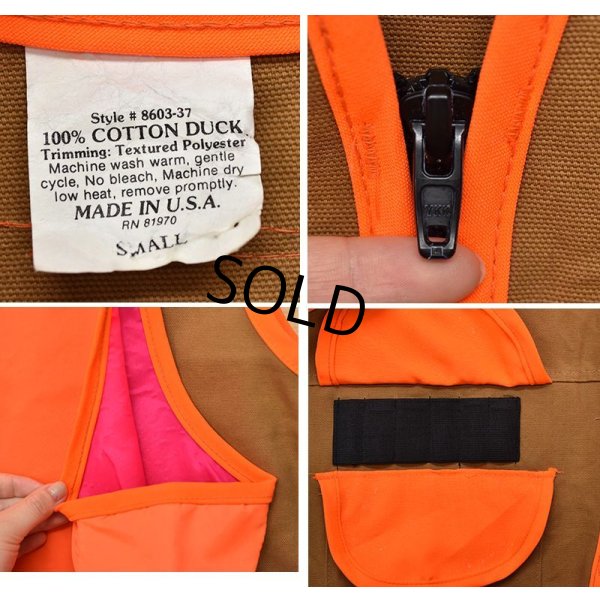 Style # 8603-37
100% COTTON DUCK
Trimming: Textured Polyester
Machine wash warm, gentle
cycle, No bleach, Machine dry
low heat, remove promptly.
MADE IN U.S.A.
RN 81970
SMALL
SOLD